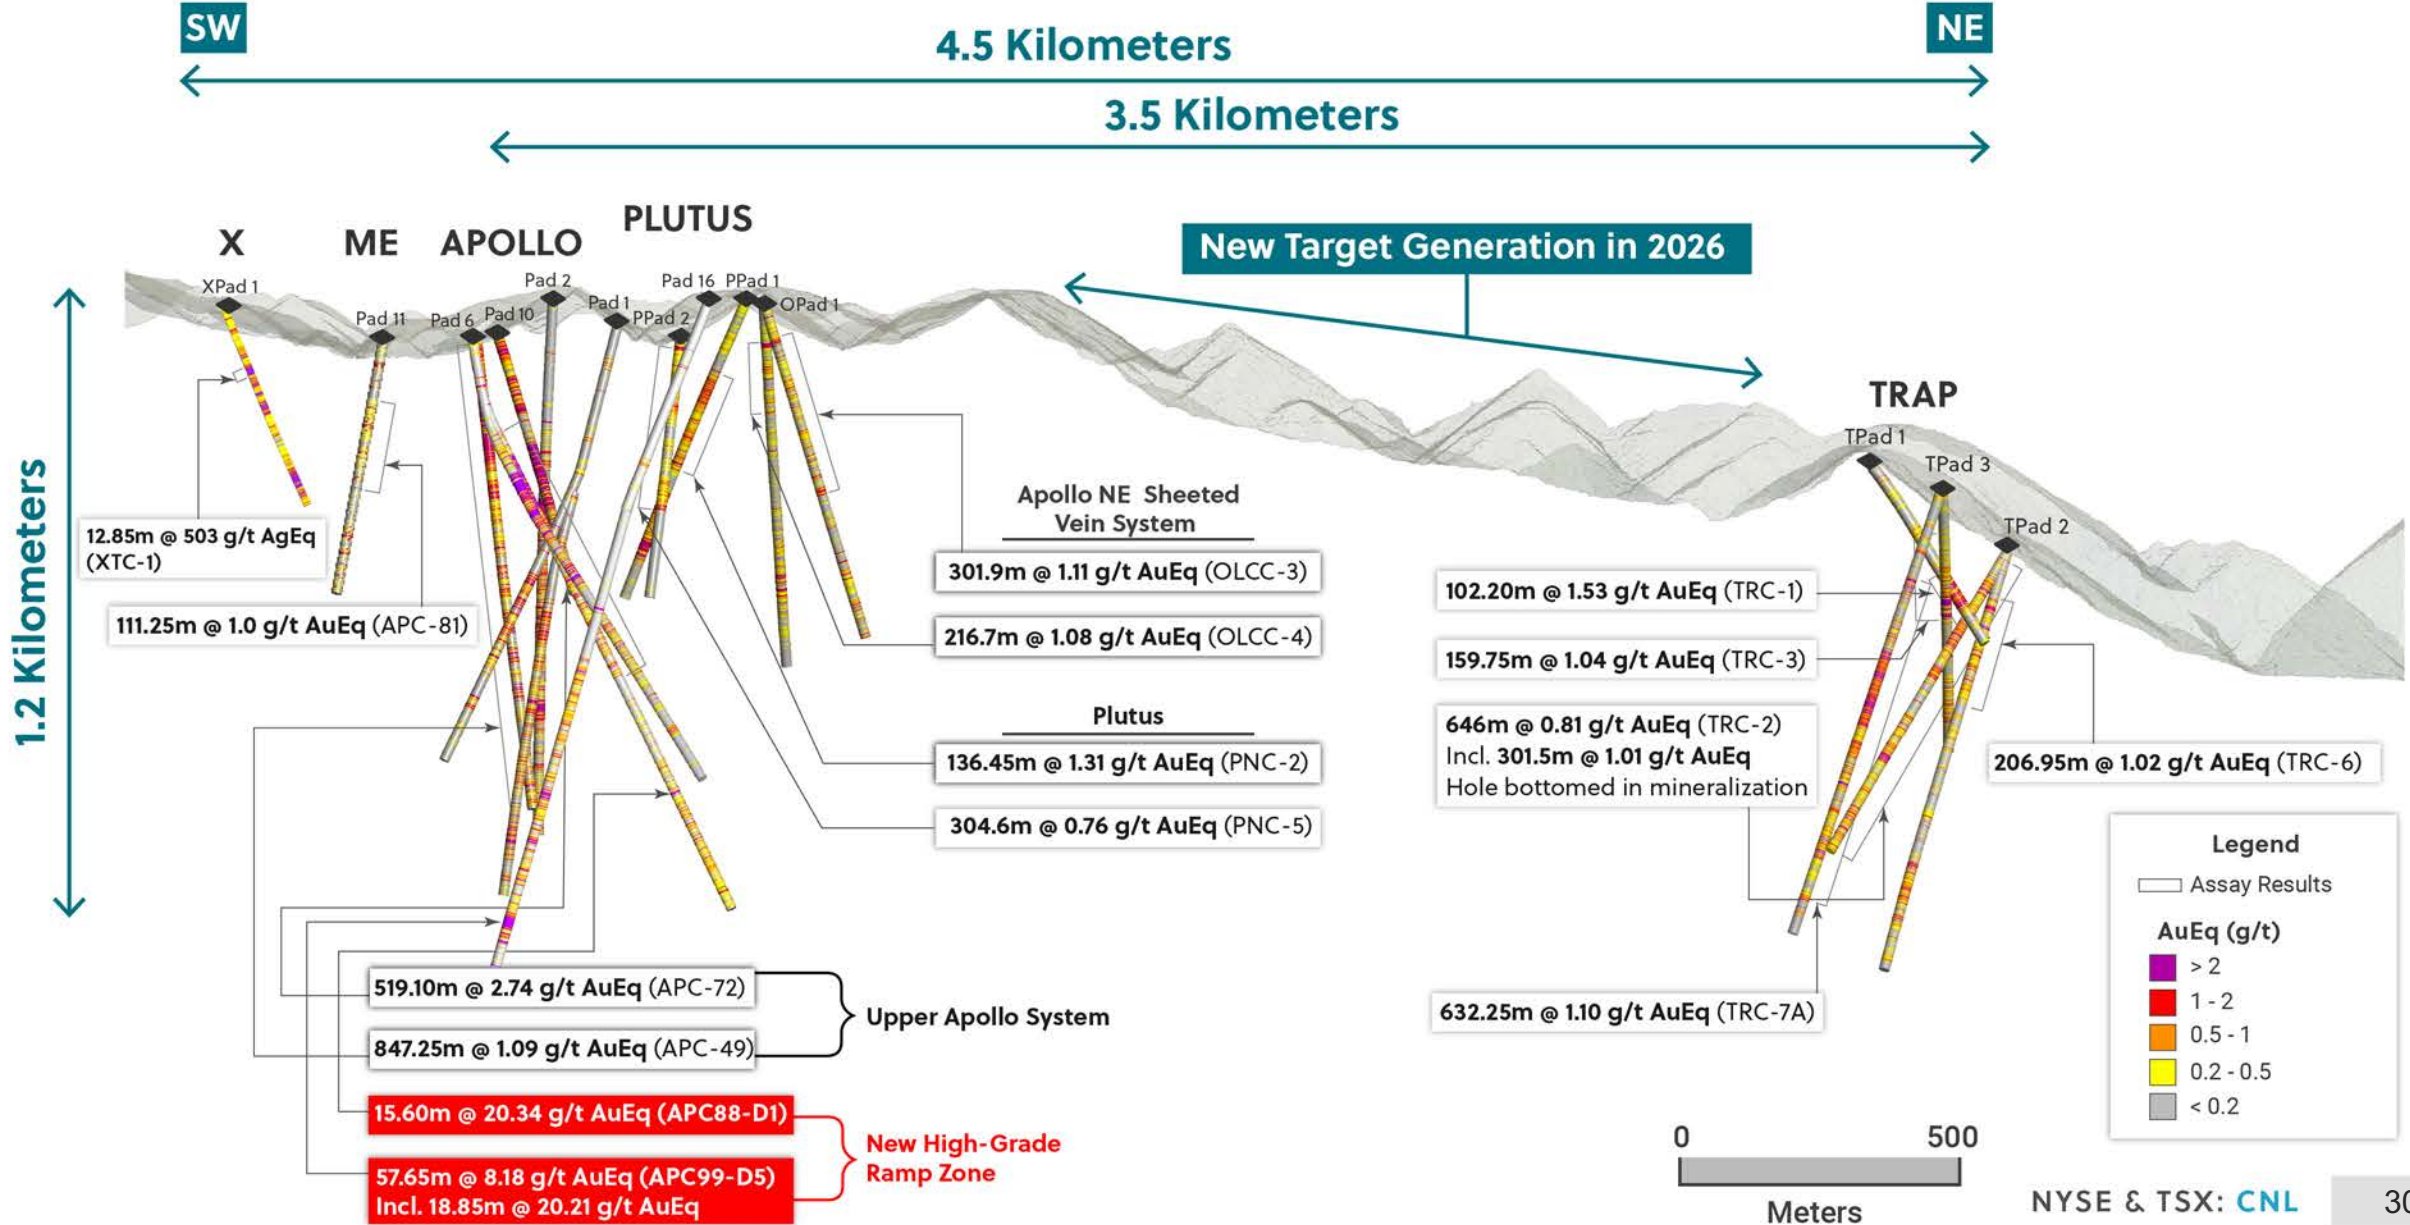 SW
NE
4.5 Kilometers
3.5 Kilometers
1.2 Kilometers
X
ME
APOLLO
PLUTUS
New Target Generation in 2026
TRAP
XPad 1
Pad 11
Pad 6
Pad 10
Pad 2
Pad 1
PPad 2
Pad 16
PPad 1
OPad 1
TPad 1
TPad 3
TPad 2
12.85m @ 503 g/t AgEq
(XTC-1)
111.25m @ 1.0 g/t AuEq (APC-81)
Apollo NE Sheeted
Vein System
301.9m @ 1.11 g/t AuEq (OLCC-3)
216.7m @ 1.08 g/t AuEq (OLCC-4)
Plutus
136.45m @ 1.31 g/t AuEq (PNC-2)
304.6m @ 0.76 g/t AuEq (PNC-5)
102.20m @ 1.53 g/t AuEq (TRC-1)
159.75m @ 1.04 g/t AuEq (TRC-3)
646m @ 0.81 g/t AuEq (TRC-2)
Incl. 301.5m @ 1.01 g/t AuEq
Hole bottomed in mineralization
206.95m @ 1.02 g/t AuEq (TRC-6)
632.25m @ 1.10 g/t AuEq (TRC-7A)
519.10m @ 2.74 g/t AuEq (APC-72)
847.25m @ 1.09 g/t AuEq (APC-49)
Upper Apollo System
15.60m @ 20.34 g/t AuEq (APC88-D1)
57.65m @ 8.18 g/t AuEq (APC99-D5)
Incl. 18.85m @ 20.21 g/t AuEq
New High-Grade
Ramp Zone
Legend
Assay Results
AuEq (g/t)
> 2
1 - 2
0.5 - 1
0.2 - 0.5
< 0.2
0 500
Meters
NYSE & TSX: CNL
30